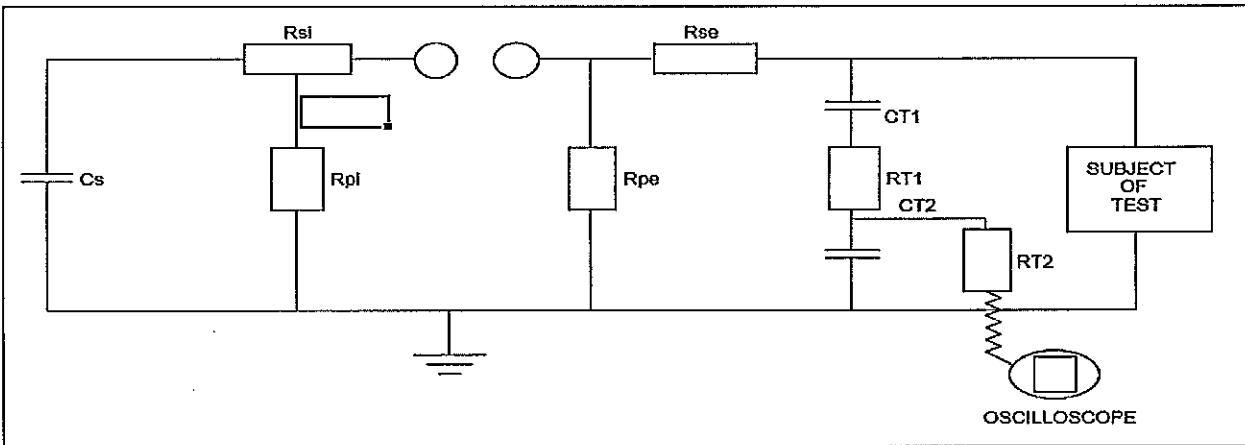 Rsi
Rse
CT1
Cs
Rpi
Rpe
RT1
CT2
SUBJECT
OF
TEST
RT2
OSCILLOSCOPE